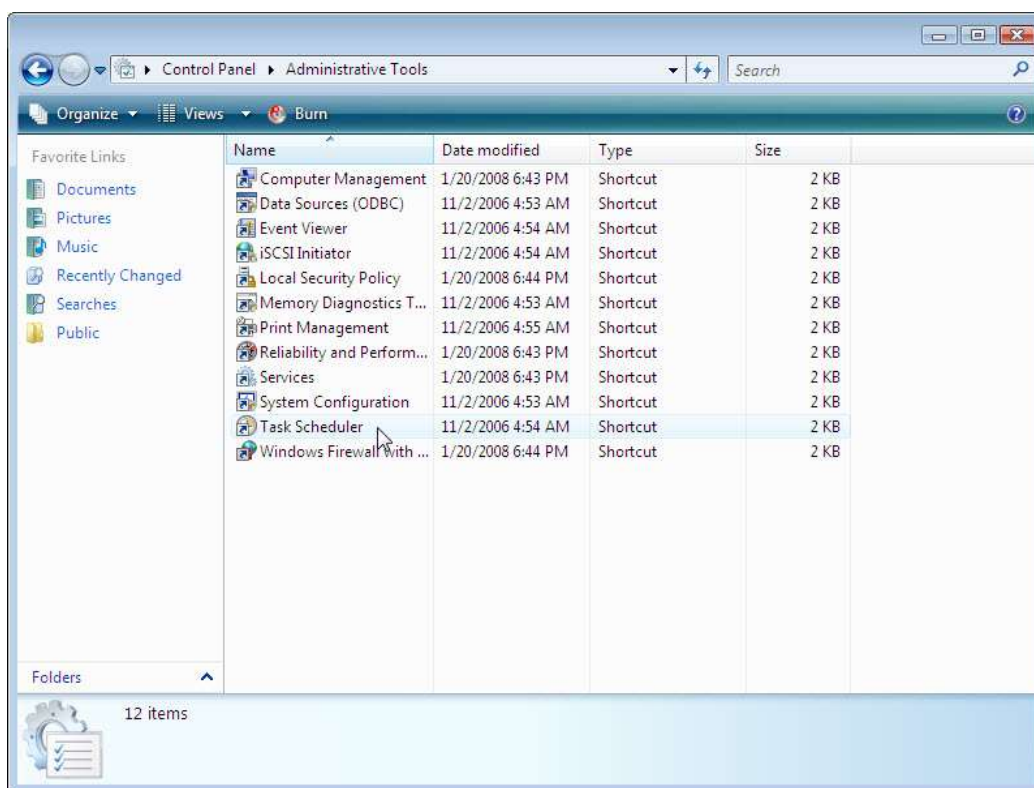 Control Panel ▸ Administrative Tools
Search
Organize Views Burn
Favorite Links
Documents
Pictures
Music
Recently Changed
Searches
Public
Folders
Name Date modified Type Size
Computer Management 1/20/2008 6:43 PM Shortcut 2 KB
Data Sources (ODBC) 11/2/2006 4:53 AM Shortcut 2 KB
Event Viewer 11/2/2006 4:54 AM Shortcut 2 KB
iSCSI Initiator 11/2/2006 4:54 AM Shortcut 2 KB
Local Security Policy 1/20/2008 6:44 PM Shortcut 2 KB
Memory Diagnostics T... 11/2/2006 4:53 AM Shortcut 2 KB
Print Management 11/2/2006 4:55 AM Shortcut 2 KB
Reliability and Perform... 1/20/2008 6:43 PM Shortcut 2 KB
Services 1/20/2008 6:43 PM Shortcut 2 KB
System Configuration 11/2/2006 4:53 AM Shortcut 2 KB
Task Scheduler 11/2/2006 4:54 AM Shortcut 2 KB
Windows Firewall with ... 1/20/2008 6:44 PM Shortcut 2 KB
12 items